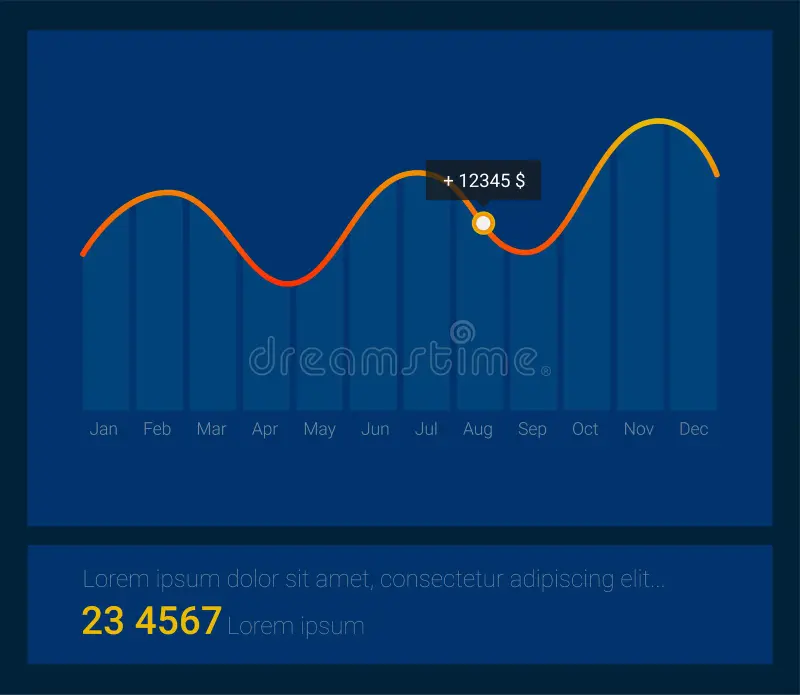 + 12345 $
dreamstime®
Jan Feb Mar Apr May Jun Jul Aug Sep Oct Nov Dec
Lorem ipsum dolor sit amet, consectetur adipiscing elit...
23 4567 Lorem ipsum